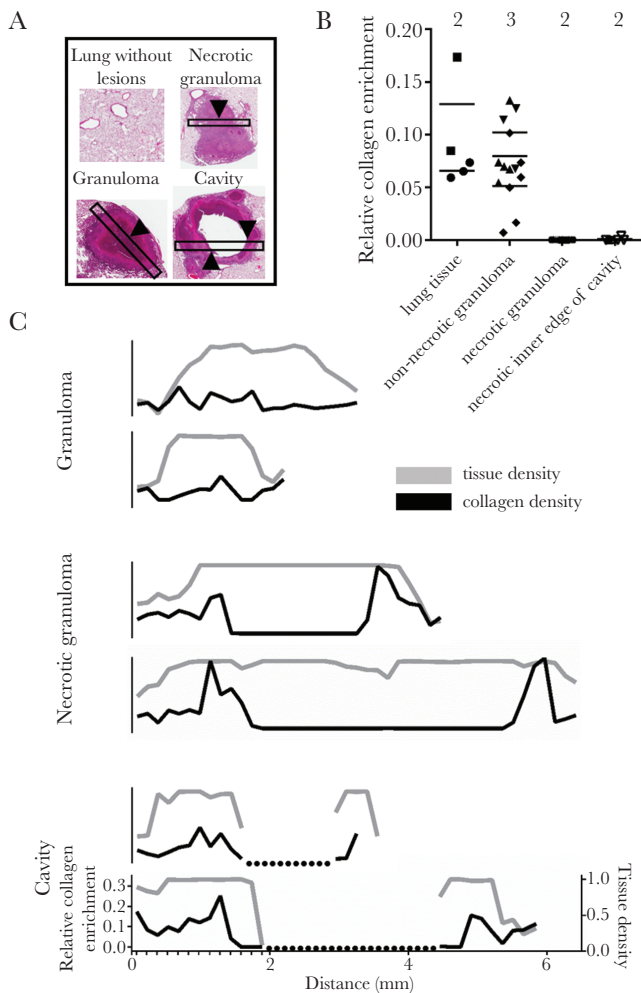 A
Lung without
lesions
Necrotic
granuloma
Granuloma
Cavity
B
2 3 2 2
Relative collagen enrichment
0.20
0.15
0.10
0.05
0.00
lung tissue
non-necrotic granuloma
necrotic granuloma
necrotic inner edge of cavity
C
Granuloma
tissue density
collagen density
Necrotic granuloma
Cavity
Relative collagen
enrichment
0.3
0.2
0.1
0.0
1.0
0.5
0.0
Tissue density
0 2 4 6
Distance (mm)